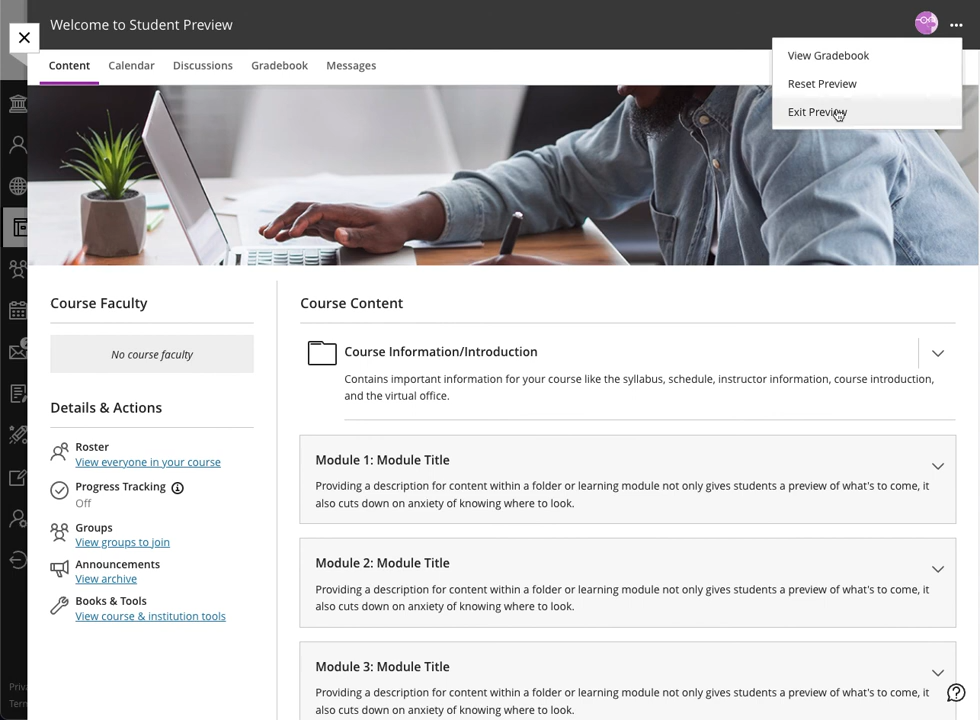 Welcome to Student Preview
Content
Calendar
Discussions
Gradebook
Messages
View Gradebook
Reset Preview
Exit Preview
Course Faculty
No course faculty
Details & Actions
Roster
View everyone in your course
Progress Tracking
Off
Groups
View groups to join
Announcements
View archive
Books & Tools
View course & institution tools
Course Content
Course Information/Introduction
Contains important information for your course like the syllabus, schedule, instructor information, course introduction,
and the virtual office.
Module 1: Module Title
Providing a description for content within a folder or learning module not only gives students a preview of what's to come, it
also cuts down on anxiety of knowing where to look.
Module 2: Module Title
Providing a description for content within a folder or learning module not only gives students a preview of what's to come, it
also cuts down on anxiety of knowing where to look.
Module 3: Module Title
Providing a description for content within a folder or learning module not only gives students a preview of what's to come, it
also cuts down on anxiety of knowing where to look.
Priva
Term